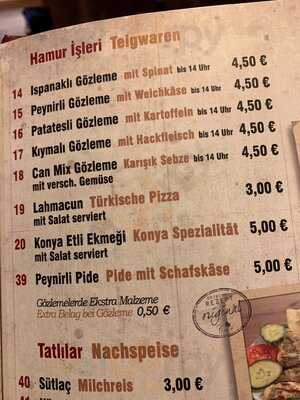 Hamur İşleri Teigwaren
14 Ispanaklı Gözleme mit Spinat bis 14 Uhr 4,50 €
15 Peynirli Gözleme mit Weichkäse bis 14 Uhr 4,50 €
16 Patatesli Gözleme mit Kartoffeln bis 14 Uhr 4,50 €
17 Kıymalı Gözleme mit Hackfleisch bis 14 Uhr 4,50 €
18 Can Mix Gözleme Karışık Sebze bis 14 Uhr 4,50 €
mit versch. Gemüse
19 Lahmacun Türkische Pizza 3,00 €
mit Salat serviert
20 Konya Etli Ekmeği Konya Spezialität 5,00 €
mit Salat serviert
39 Peynirli Pide Pide mit Schafskäse 5,00 €
Gözlemelerde Ekstra Malzeme
Extra Belag bei Gözleme 0,50 €
Tatlılar Nachspeise
40 Sütlaç Milchreis 3,00 €